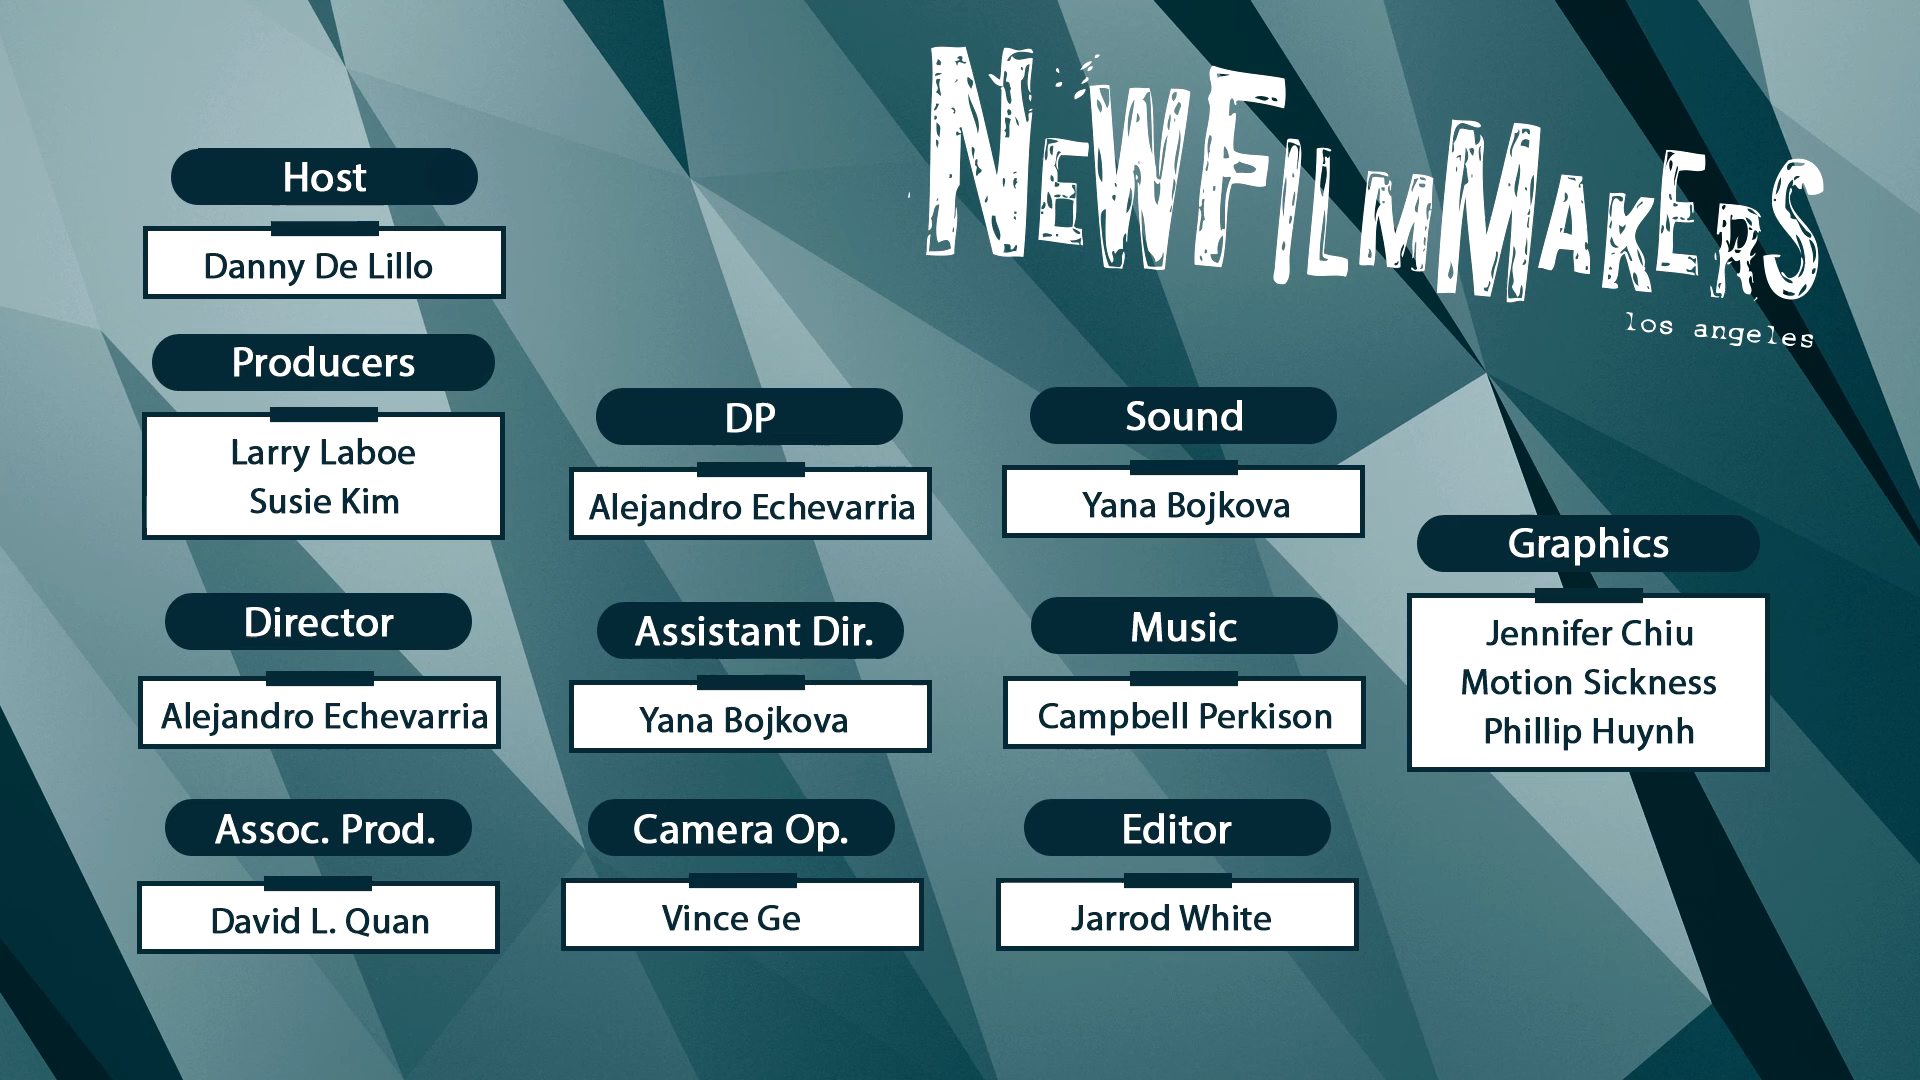 NEWFILMMAKERS
los angeles
Host
Danny De Lillo
Producers
Larry Laboe
Susie Kim
Director
Alejandro Echevarria
Assoc. Prod.
David L. Quan
DP
Alejandro Echevarria
Assistant Dir.
Yana Bojkova
Camera Op.
Vince Ge
Sound
Yana Bojkova
Music
Campbell Perkison
Editor
Jarrod White
Graphics
Jennifer Chiu
Motion Sickness
Phillip Huynh